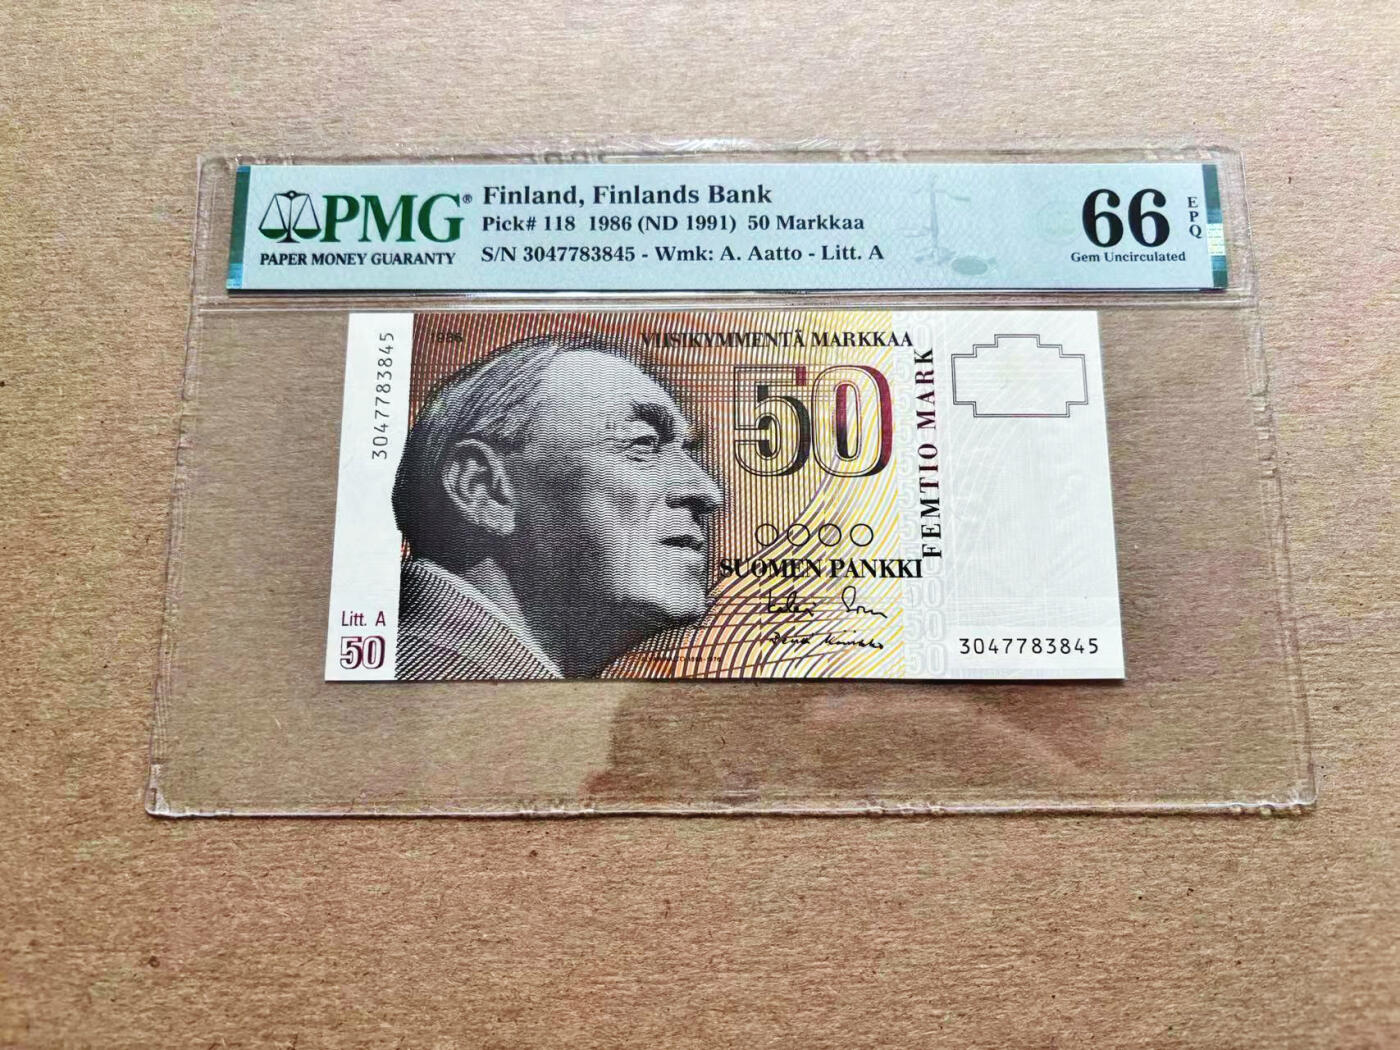 PMG®
PAPER MONEY GUARANTY
Finland, Finlands Bank
Pick# 118 1986 (ND 1991) 50 Markkaa
S/N 3047783845 - Wmk: A. Aatto - Litt. A
66
EPQ
Gem Uncirculated
3047783845
1986
VIISIKYMMENTÄ MARKKAA
50
FEMTIO MARK
SUOMEN PANKKI
Litt. A
50
3047783845